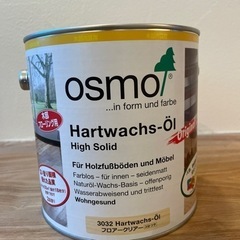 osmo
...in form und farbe
Hartwachs-Öl
High Solid
Original
Für Holzfußböden und Möbel
Farblos – für innen – seidenmatt
Naturöl-Wachs-Basis – offenporig
Wasserabweisend und trittfest
Wohngesund
3032 Hartwachs-Öl
フロアークリアー